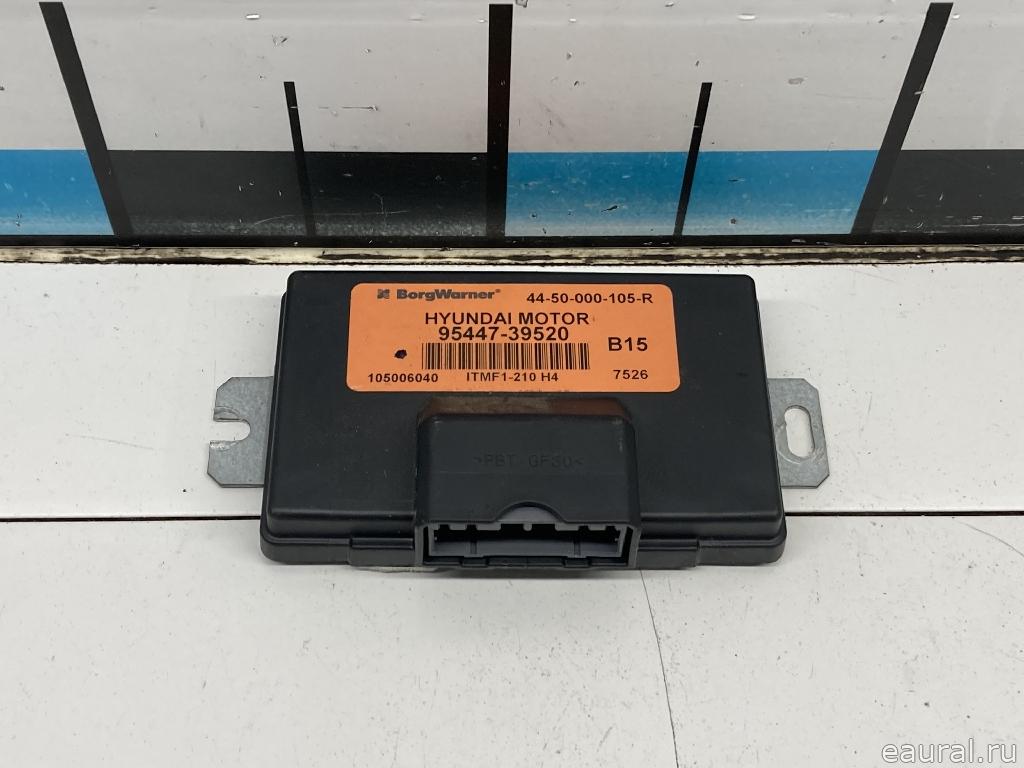 BorgWarner® 44-50-000-105-R
HYUNDAI MOTOR
95447-39520
B15
105006040 ITMF1-210 H4 7526
>PBT GF30<
eaural.ru